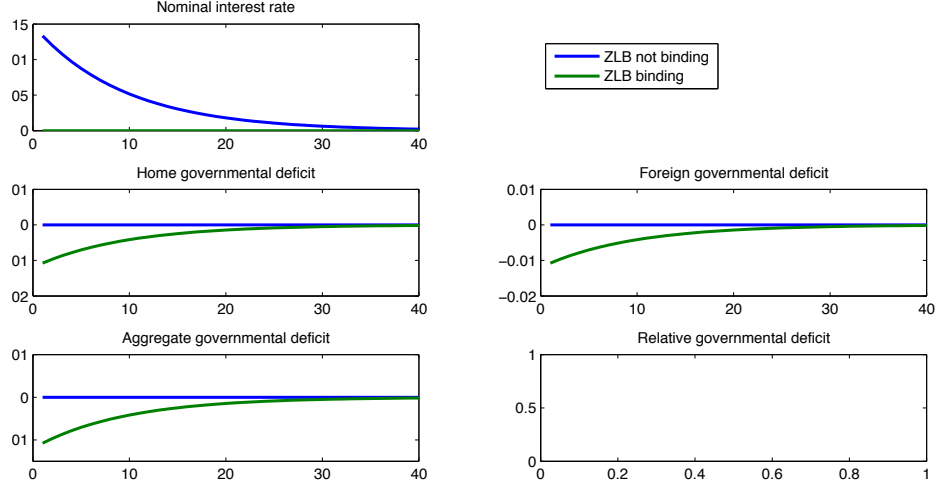 Nominal interest rate
15
01
05
0
0 10 20 30 40
ZLB not binding
ZLB binding
Home governmental deficit
01
0
01
02
0 10 20 30 40
Foreign governmental deficit
0.01
0
−0.01
−0.02
0 10 20 30 40
Aggregate governmental deficit
01
0
01
0 10 20 30 40
Relative governmental deficit
1
0.5
0
0 0.2 0.4 0.6 0.8 1